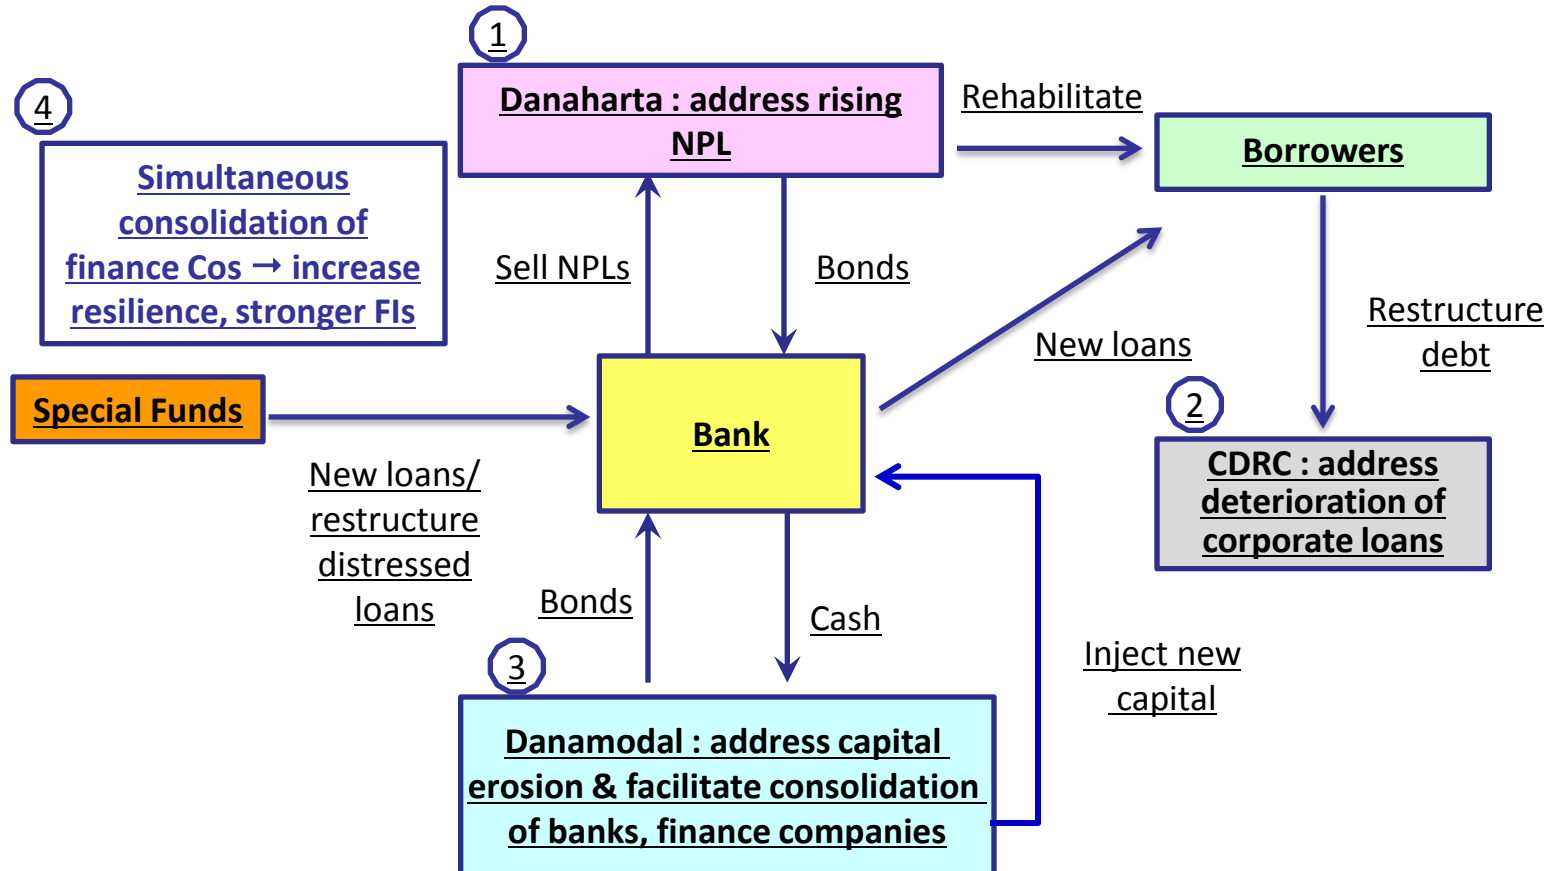 1
Danaharta : address rising
NPL
Rehabilitate
Borrowers
4
Simultaneous
consolidation of
finance Cos → increase
resilience, stronger FIs
Sell NPLs
Bonds
New loans
Restructure
debt
Special Funds
New loans/
restructure
distressed
loans
Bank
2
CDRC : address
deterioration of
corporate loans
Bonds
Cash
Inject new
capital
3
Danamodal : address capital
erosion & facilitate consolidation
of banks, finance companies